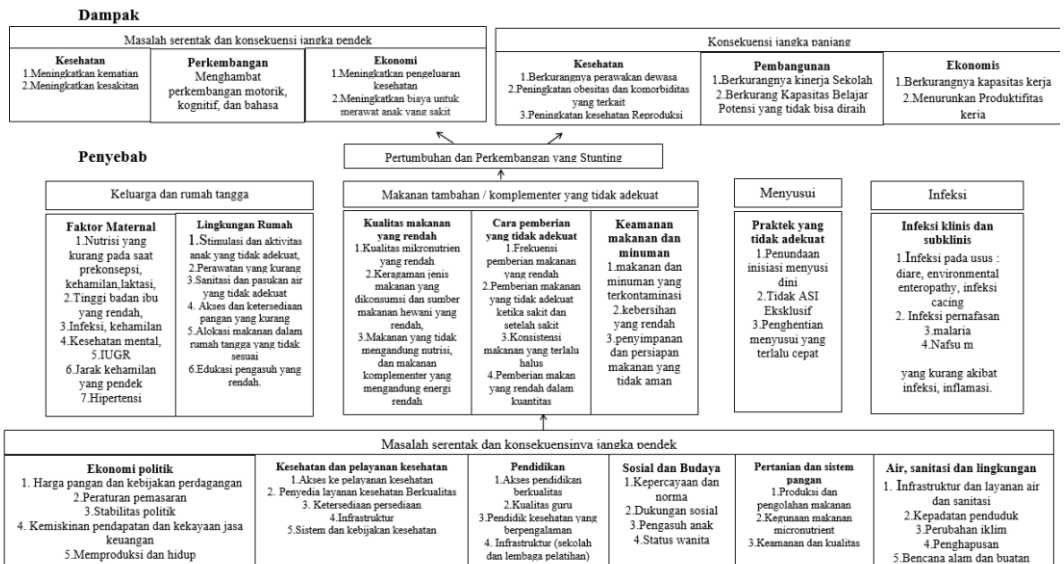 Dampak
Masalah serentak dan konsekuensi jangka pendek
Kesehatan
1.Meningkatkan kematian
2.Meningkatkan kesakitan
Perkembangan
Menghambat
perkembangan motorik,
kognitif, dan bahasa
Ekonomi
1.Meningkatkan pengeluaran
kesehatan
2.Meningkatkan biaya untuk
merawat anak yang sakit
Konsekuensi jangka panjang
Kesehatan
1.Berkurangnya perawakan dewasa
2.Peningkatan obesitas dan komorbiditas
yang terkait
3.Peningkatan kesehatan Reproduksi
Pembangunan
1.Berkurangnya kinerja Sekolah
2.Berkurang Kapasitas Belajar
Potensi yang tidak bisa diraih
Ekonomis
1.Berkurangnya kapasitas kerja
2.Menurunkan Produktifitas
kerja
Penyebab
Pertumbuhan dan Perkembangan yang Stunting
Keluarga dan rumah tangga
Faktor Maternal
1.Nutrisi yang
kurang pada saat
prekonsepsi,
kehamilan,laktasi,
2.Tinggi badan ibu
yang rendah,
3.Infeksi, kehamilan
4.Kesehatan mental,
5.IUGR
6.Jarak kehamilan
yang pendek
7.Hipertensi
Lingkungan Rumah
1.Stimulasi dan aktivitas
anak yang tidak adequat,
2.Perawatan yang kurang
3.Sanitasi dan pasukan air
yang tidak adequat
4. Akses dan ketersediaan
pangan yang kurang
5.Alokasi makanan dalam
rumah tangga yang tidak
sesuai
6.Edukasi pengasuh yang
rendah.
Makanan tambahan / komplementer yang tidak adequat
Kualitas makanan
yang rendah
1.Kualitas mikronutrien
yang rendah
2.Keragaman jenis
makanan yang
dikonsumsi dan sumber
makanan hewani yang
rendah,
3.Makanan yang tidak
mengandung nutrisi,
dan makanan
komplementer yang
mengandung energi
rendah
Cara pemberian
yang tidak adequat
1.Frekuensi
pemberian makanan
yang rendah
2.Pemberian makanan
yang tidak adequat
ketika sakit dan
setelah sakit
3.Konsistensi
makanan yang terlalu
halus
4.Pemberian makan
yang rendah dalam
kuantitas
Keamanan
makanan dan
minuman
1.makanan dan
minuman yang
terkontaminasi
2.kebersihan
yang rendah
3.penyimpanan
dan persiapan
makanan yang
tidak aman
Menyusui
Praktek yang
tidak adequat
1.Penundaan
inisiasi menyusi
dini
2.Tidak ASI
Eksklusif
3.Penghentian
menyusui yang
terlalu cepat
Infeksi
Infeksi klinis dan
subklinis
1.Infeksi pada usus :
diare, environmental
enteropathy, infeksi
cacing
2. Infeksi pernafasan
3.malaria
4.Nafsu m
yang kurang akibat
infeksi, inflamasi.
Masalah serentak dan konsekuensinya jangka pendek
Ekonomi politik
1. Harga pangan dan kebijakan perdagangan
2.Peraturan pemasaran
3.Stabilitas politik
4. Kemiskinan pendapatan dan kekayaan jasa
keuangan
5.Memproduksi dan hidup
Kesehatan dan pelayanan kesehatan
1.Akses ke pelayanan kesehatan
2. Penyedia layanan kesehatan Berkualitas
3. Ketersediaan persediaan
4.Infrastruktur
5.Sistem dan kebijakan kesehatan
Pendidikan
1.Akses pendidikan
berkualitas
2.Kualitas guru
3.Pendidik kesehatan yang
berpengalaman
4. Infrastruktur (sekolah
dan lembaga pelatihan)
Sosial dan Budaya
1.Kepercayaan dan
norma
2.Dukungan sosial
3.Pengasuh anak
4.Status wanita
Pertanian dan sistem
pangan
1.Produksi dan
pengolahan makanan
2.Kegunaan makanan
micronutrient
3.Keamanan dan kualitas
Air, sanitasi dan lingkungan
1. Infrastruktur dan layanan air
dan sanitasi
2.Kepadatan penduduk
3.Perubahan iklim
4.Penghapusan
5.Bencana alam dan buatan